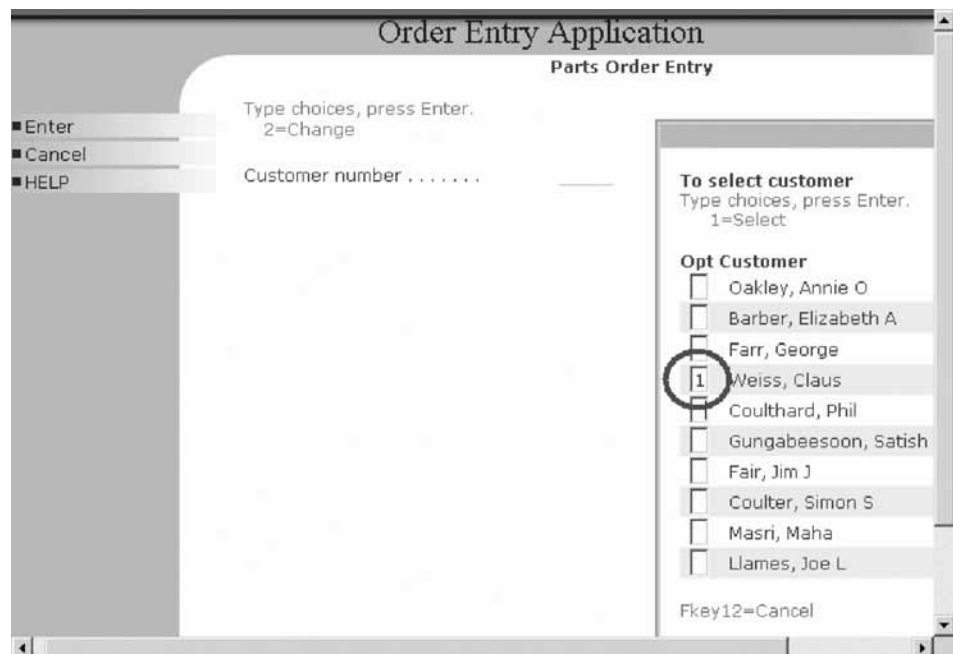 Order Entry Application
Parts Order Entry
Enter
Cancel
HELP
Type choices, press Enter.
2=Change
Customer number . . . . . . .
To select customer
Type choices, press Enter.
1=Select
Opt Customer
Oakley, Annie O
Barber, Elizabeth A
Farr, George
1 Weiss, Claus
Coulthard, Phil
Gungabeesoon, Satish
Fair, Jim J
Coulter, Simon S
Masri, Maha
Llames, Joe L
Fkey12=Cancel